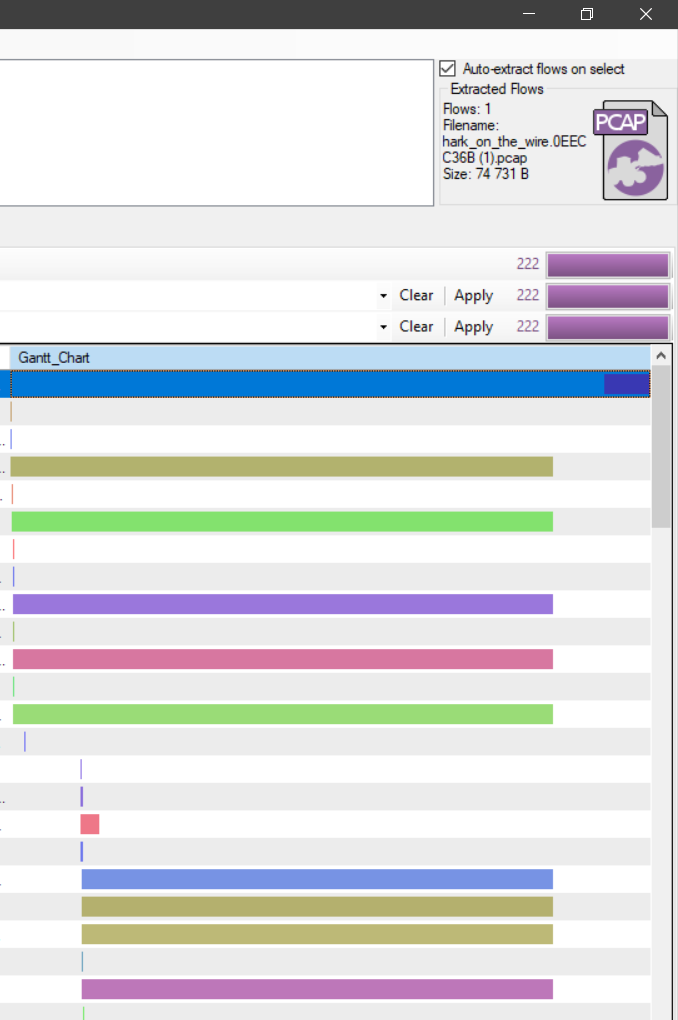 Auto-extract flows on select
Extracted Flows
Flows: 1
Filename:
hark_on_the_wire.0EEC
C36B (1).pcap
Size: 74 731 B
PCAP
222
Clear Apply 222
Clear Apply 222
Gantt_Chart